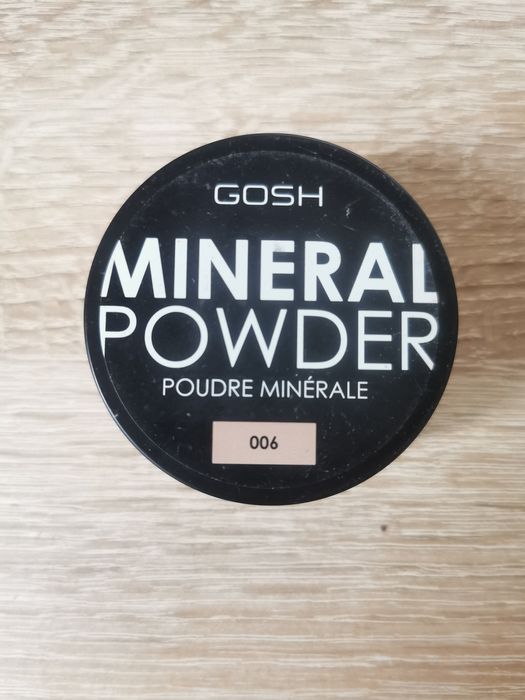 GOSH
MINERAL
POWDER
POUDRE MINÉRALE
006